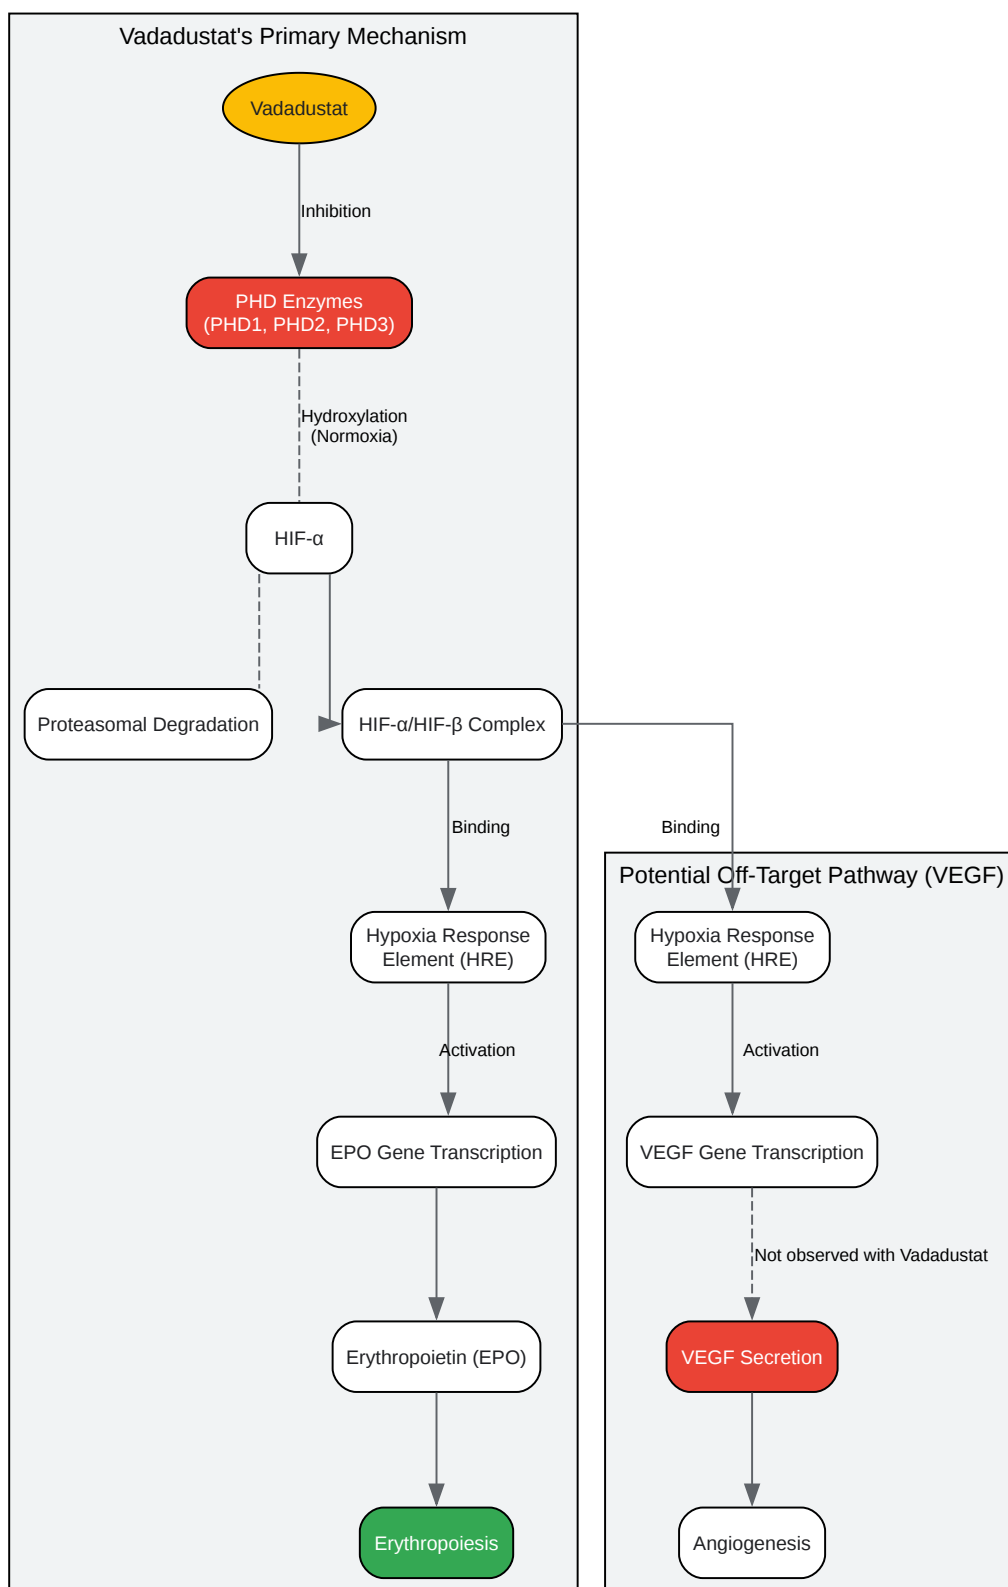 Vadadustat's Primary Mechanism
Vadadustat
Inhibition
PHD Enzymes
(PHD1, PHD2, PHD3)
Hydroxylation
(Normoxia)
HIF-α
Proteasomal Degradation
HIF-α/HIF-β Complex
Binding
Binding
Potential Off-Target Pathway (VEGF)
Hypoxia Response
Element (HRE)
Hypoxia Response
Element (HRE)
Activation
Activation
EPO Gene Transcription
VEGF Gene Transcription
Not observed with Vadadustat
Erythropoietin (EPO)
VEGF Secretion
Erythropoiesis
Angiogenesis